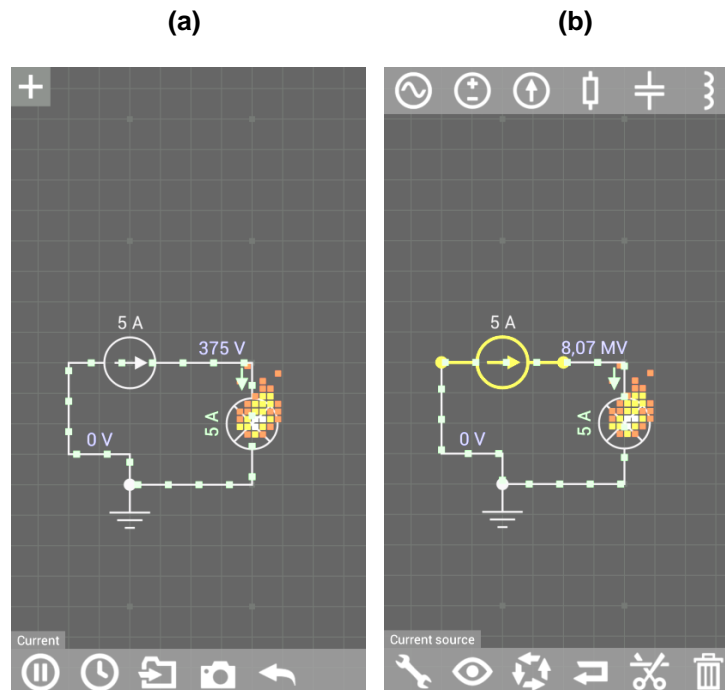 (a)
5 A
375 V
5 A
0 V
Current
(b)
5 A
8,07 MV
5 A
0 V
Current source